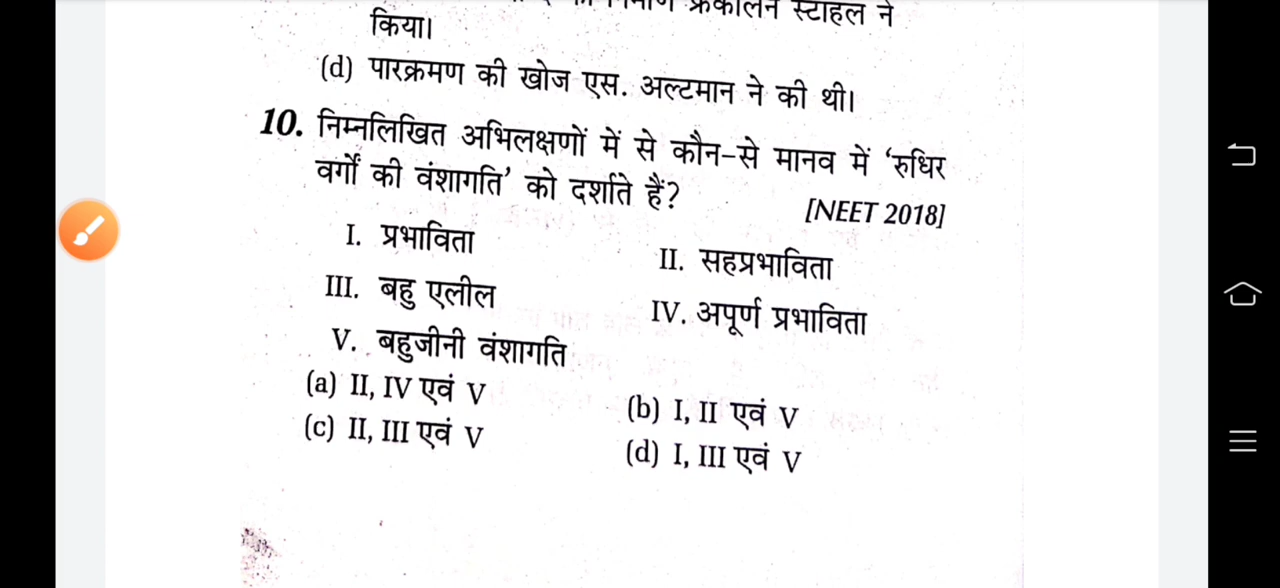 क्रैंकलिन स्टाहल ने
किया।
(d) पारक्रमण की खोज एस. अल्टमान ने की थी।
10. निम्नलिखित अभिलक्षणों में से कौन-से मानव में ‘रुधिर
वर्गों की वंशागति’ को दर्शाते हैं? [NEET 2018]
I. प्रभाविता II. सहप्रभाविता
III. बहु एलील IV. अपूर्ण प्रभाविता
V. बहुजीनी वंशागति
(a) II, IV एवं V (b) I, II एवं V
(c) II, III एवं V (d) I, III एवं V